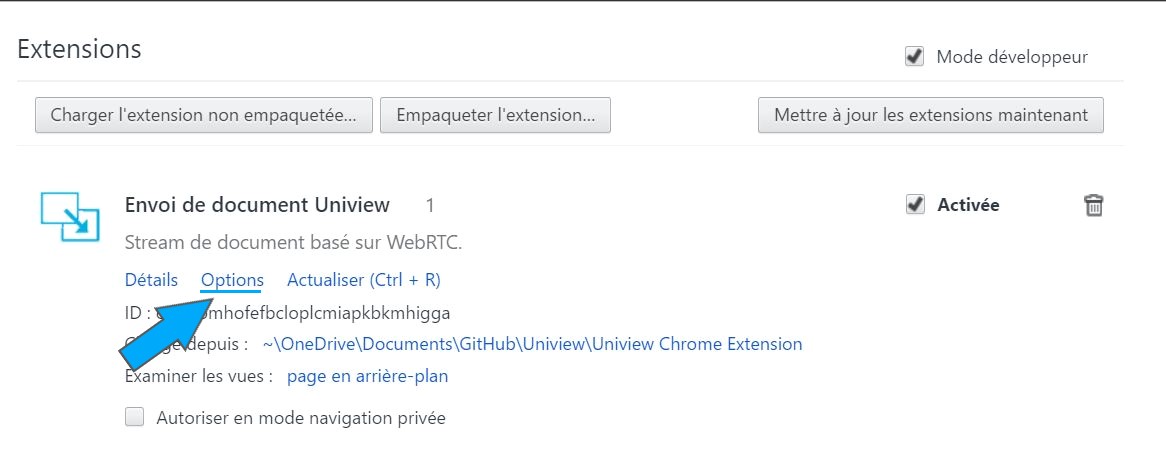 Extensions
Mode développeur
Charger l'extension non empaquetée... Empaqueter l'extension... Mettre à jour les extensions maintenant
Envoi de document Uniview 1 Activée
Stream de document basé sur WebRTC.
Détails Options Actualiser (Ctrl + R)
ID : mhofefbcloplcmiapkbkmhigga
depuis : ~\OneDrive\Documents\GitHub\Uniview\Uniview Chrome Extension
Examiner les vues : page en arrière-plan
Autoriser en mode navigation privée